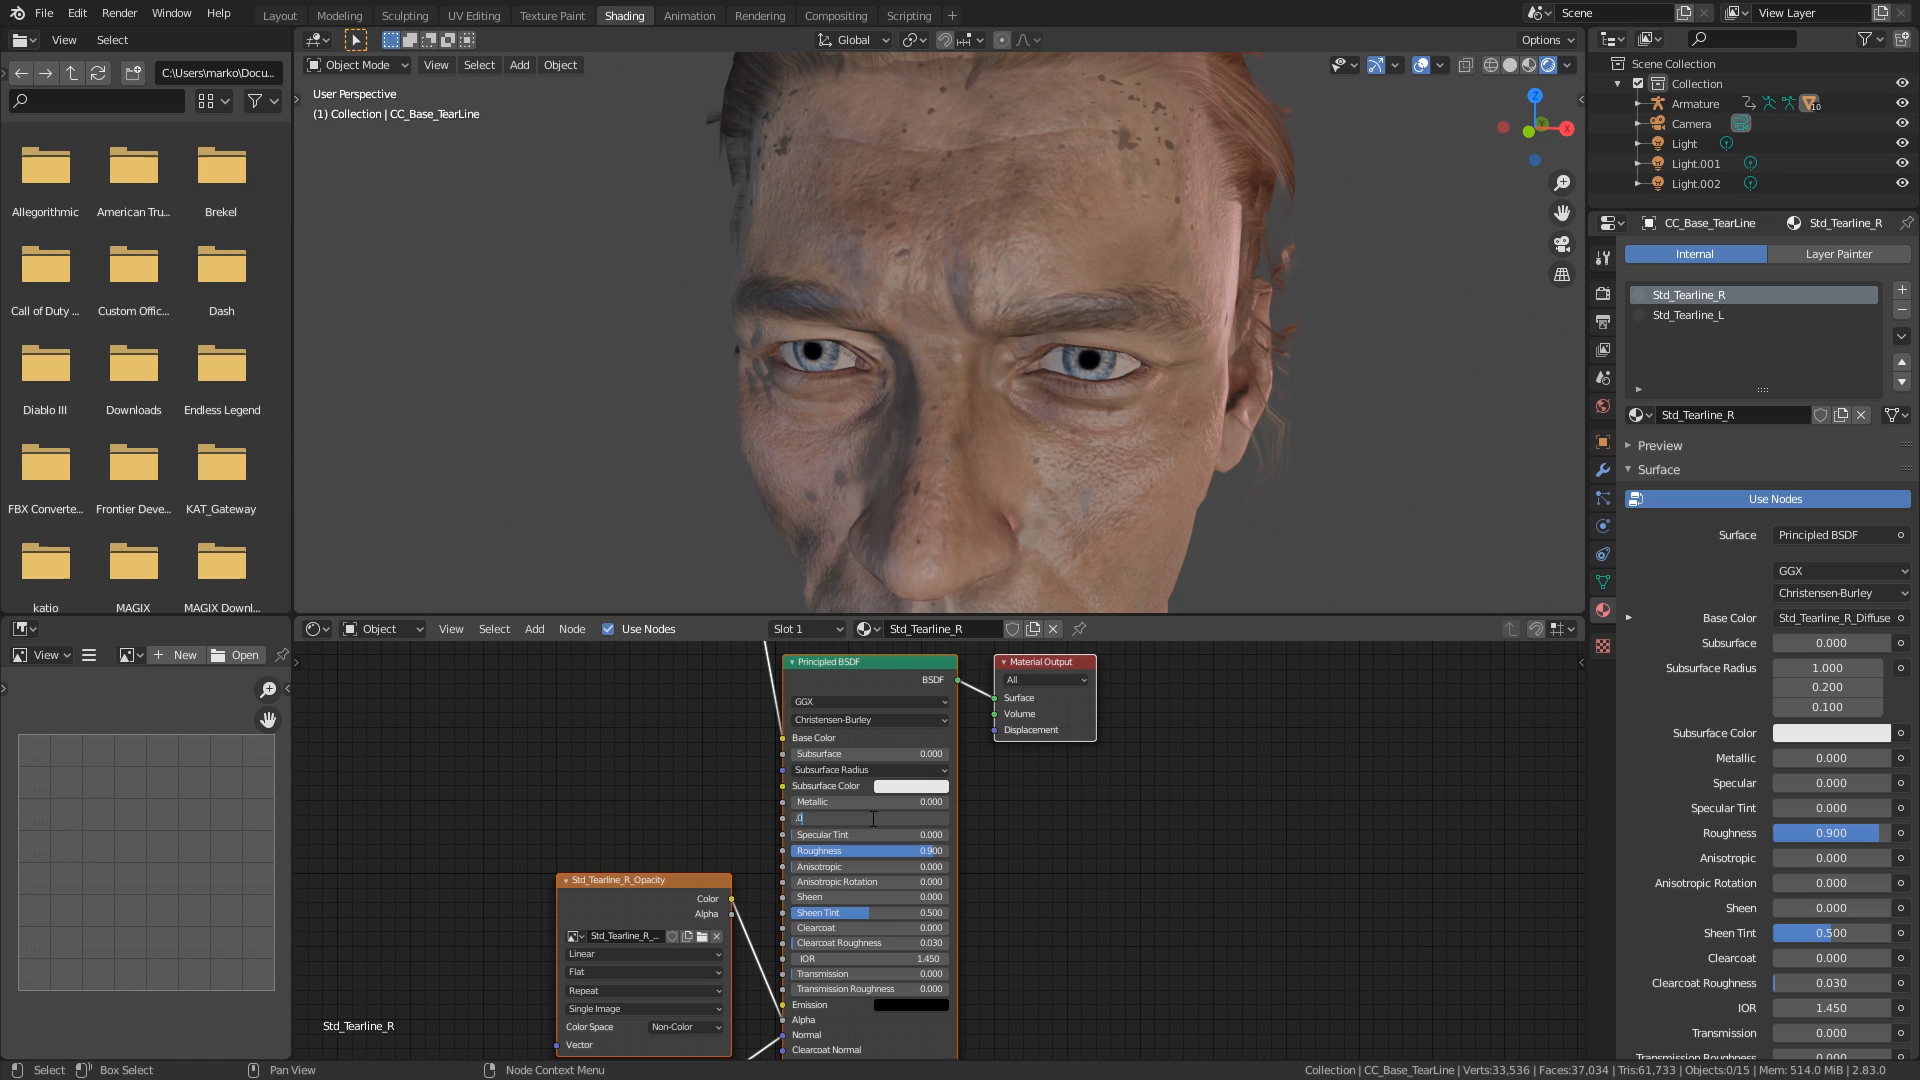 File Edit Render Window Help
Layout Modeling Sculpting UV Editing Texture Paint Shading Animation Rendering Compositing Scripting +
Scene
View Layer
View Select
Global
Options
C:\Users\marko\Docu...
Object Mode View Select Add Object
User Perspective
(1) Collection | CC_Base_TearLine
Z
X
Y
Allegorithmic American Tru... Brekel
Call of Duty ... Custom Offic... Dash
Diablo III Downloads Endless Legend
FBX Converte... Frontier Deve... KAT_Gateway
katio MAGIX MAGIX Downl...
Scene Collection
Collection
Armature 10
Camera
Light
Light.001
Light.002
CC_Base_TearLine Std_Tearline_R
Internal Layer Painter
Std_Tearline_R
Std_Tearline_L
Std_Tearline_R
Preview
Surface
Use Nodes
Surface Principled BSDF
GGX
Christensen-Burley
Base Color Std_Tearline_R_Diffuse
Subsurface 0.000
Subsurface Radius 1.000
0.200
0.100
Subsurface Color
Metallic 0.000
Specular 0.000
Specular Tint 0.000
Roughness 0.900
Anisotropic 0.000
Anisotropic Rotation 0.000
Sheen 0.000
Sheen Tint 0.500
Clearcoat 0.000
Clearcoat Roughness 0.030
IOR 1.450
Transmission 0.000
Transmission Roughness 0.000
View New Open
Object View Select Add Node Use Nodes Slot 1 Std_Tearline_R
Principled BSDF
BSDF
GGX
Christensen-Burley
Base Color
Subsurface 0.000
Subsurface Radius
Subsurface Color
Metallic 0.000
.0
Specular Tint 0.000
Roughness 0.900
Anisotropic 0.000
Anisotropic Rotation 0.000
Sheen 0.000
Sheen Tint 0.500
Clearcoat 0.000
Clearcoat Roughness 0.030
IOR 1.450
Transmission 0.000
Transmission Roughness 0.000
Emission
Alpha
Normal
Clearcoat Normal
Material Output
All
Surface
Volume
Displacement
Std_Tearline_R_Opacity
Color
Alpha
Std_Tearline_R_...
Linear
Flat
Repeat
Single Image
Color Space Non-Color
Vector
Std_Tearline_R
Select Box Select Pan View Node Context Menu
Collection | CC_Base_TearLine | Verts:33,536 | Faces:37,034 | Tris:61,733 | Objects:0/15 | Mem: 514.0 MiB | 2.83.0